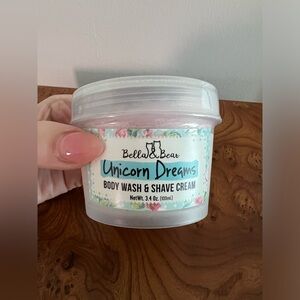 Bella & Bear
Unicorn Dreams
BODY WASH & SHAVE CREAM
Net Wt. 3.4 Oz. (100ml)